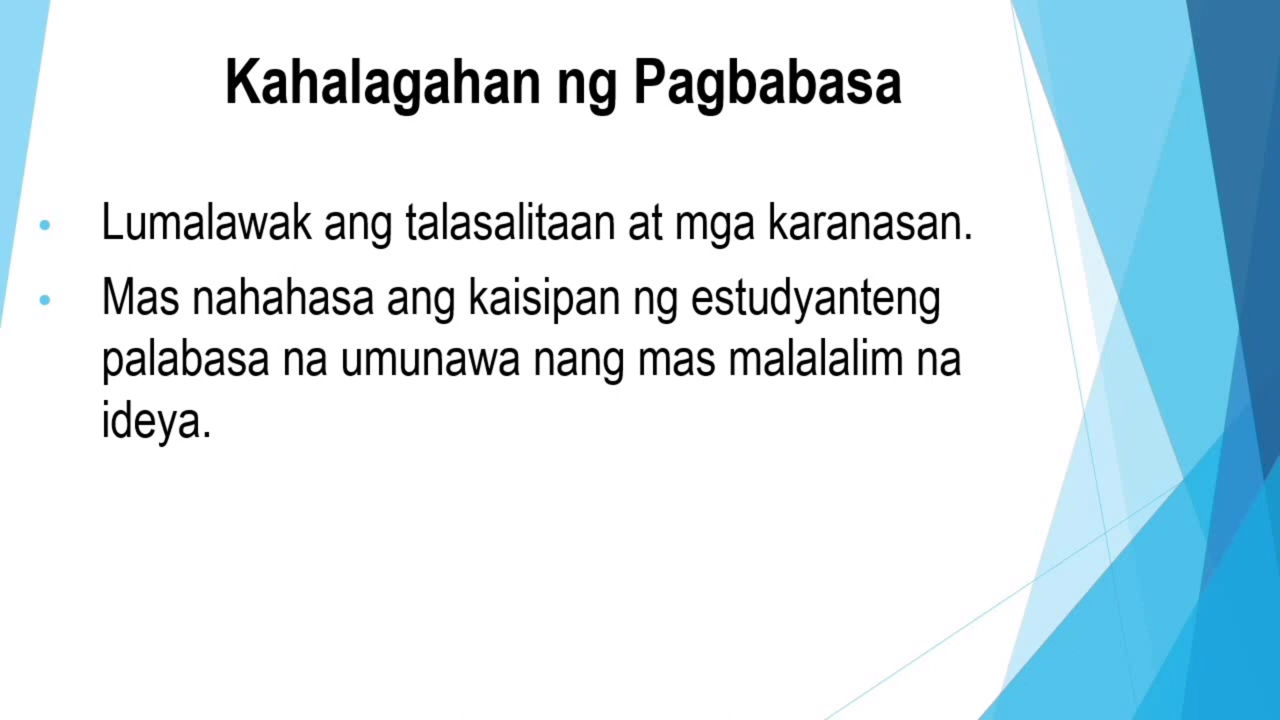 Kahalagahan ng Pagbabasa
• Lumalawak ang talasalitaan at mga karanasan.
• Mas nahahasa ang kaisipan ng estudyanteng
palabasa na umunawa nang mas malalalim na
ideya.